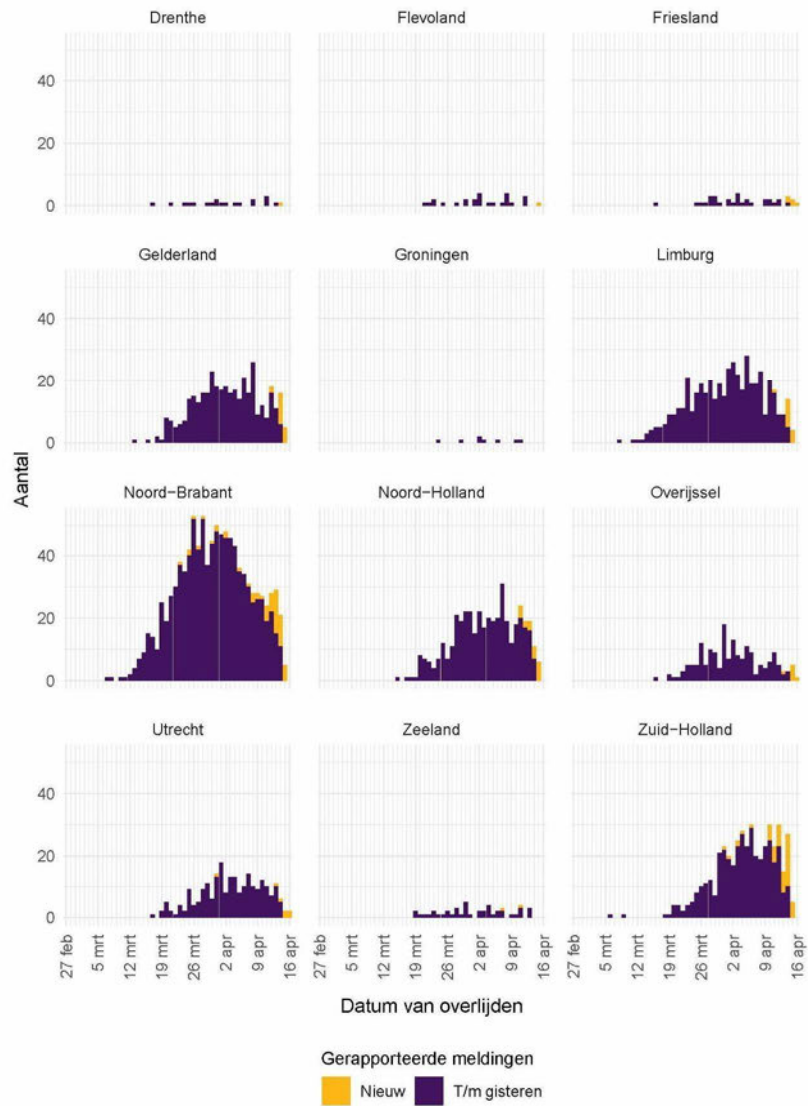 Drenthe
Flevoland
Friesland
40
20
0
Gelderland
Groningen
Limburg
40
20
0
Aantal
Noord-Brabant
Noord-Holland
Overijssel
40
20
0
Utrecht
Zeeland
Zuid-Holland
40
20
0
27 feb
5 mrt
12 mrt
19 mrt
26 mrt
2 apr
9 apr
16 apr
27 feb
5 mrt
12 mrt
19 mrt
26 mrt
2 apr
9 apr
16 apr
27 feb
5 mrt
12 mrt
19 mrt
26 mrt
2 apr
9 apr
16 apr
Datum van overlijden
Gerapporteerde meldingen
Nieuw
T/m gisteren